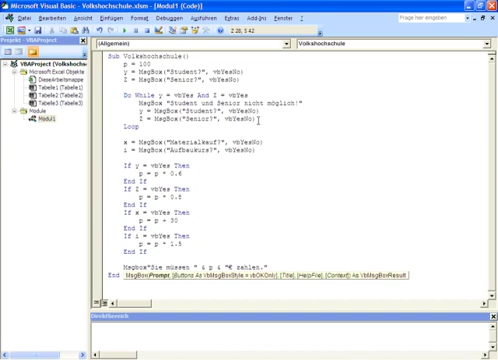 Microsoft Visual Basic - Volkshochschule.xlsm - [Modul1 (Code)]
Datei Bearbeiten Ansicht Einfügen Format Debuggen Ausführen Extras Add-Ins Fenster ? Frage hier eingeben
Z 28, S 42
Projekt - VBAProject
(Allgemein) Volkshochschule
VBAProject (Volkshochsc
Microsoft Excel Objekte
DieseArbeitsmappe
Tabelle1 (Tabelle1)
Tabelle2 (Tabelle2)
Tabelle3 (Tabelle3)
Module
Modul1
Sub Volkshochschule()
p = 100
y = MsgBox("Student?", vbYesNo)
Z = MsgBox("Senior?", vbYesNo)
Do While y = vbYes And Z = vbYes
MsgBox "Student und Senior nicht möglich!"
y = MsgBox("Student?", vbYesNo)
Z = MsgBox("Senior?", vbYesNo)
Loop
x = MsgBox("Materialkauf?", vbYesNo)
i = MsgBox("Aufbaukurs?", vbYesNo)
If y = vbYes Then
p = p * 0.6
End If
If Z = vbYes Then
p = p * 0.8
End If
If x = vbYes Then
p = p + 30
End If
If i = vbYes Then
p = p * 1.5
End If
Msgbox"Sie müssen " & p & "€ zahlen."
End
MsgBox(Prompt, [Buttons As VbMsgBoxStyle = vbOKOnly], [Title], [HelpFile], [Context]) As VbMsgBoxResult
Direktbereich